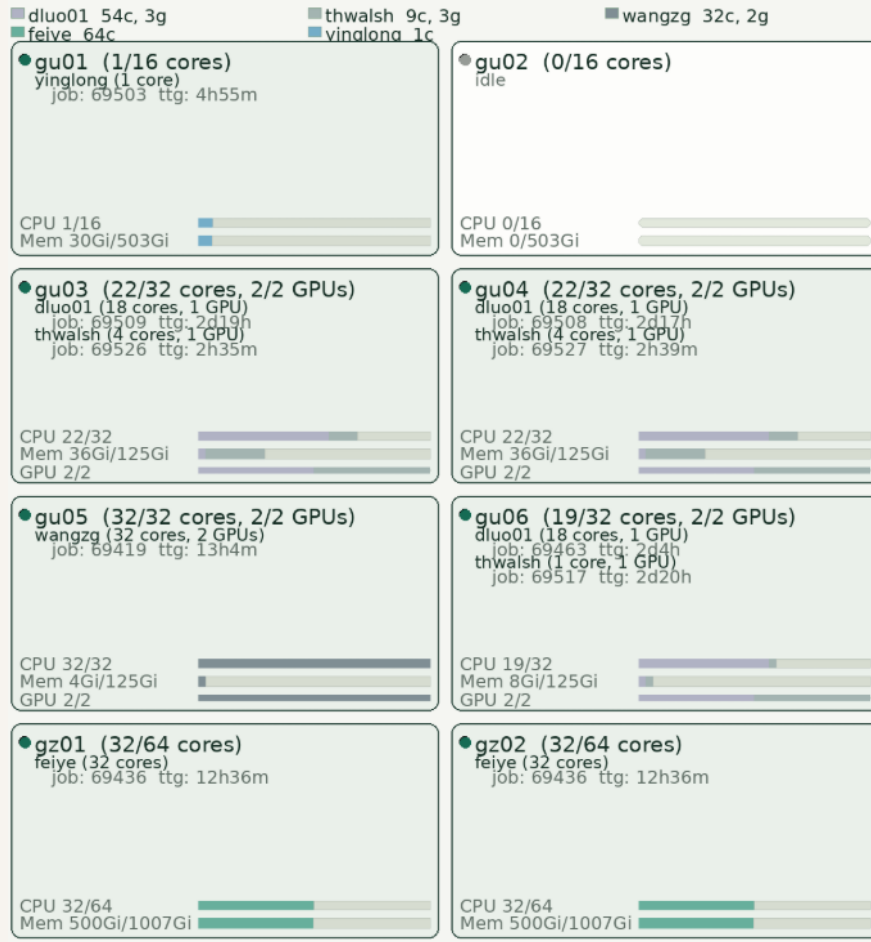 dluo01 54c, 3g
thwalsh 9c, 3g
wangzg 32c, 2g
feiye 64c
yinglong 1c
gu01 (1/16 cores)
yinglong (1 core)
job: 69503 ttg: 4h55m
CPU 1/16
Mem 30Gi/503Gi
gu02 (0/16 cores)
idle
CPU 0/16
Mem 0/503Gi
gu03 (22/32 cores, 2/2 GPUs)
dluo01 (18 cores, 1 GPU)
job: 69509 ttg: 2d19h
thwalsh (4 cores, 1 GPU)
job: 69526 ttg: 2h35m
CPU 22/32
Mem 36Gi/125Gi
GPU 2/2
gu04 (22/32 cores, 2/2 GPUs)
dluo01 (18 cores, 1 GPU)
job: 69508 ttg: 2d17h
thwalsh (4 cores, 1 GPU)
job: 69527 ttg: 2h39m
CPU 22/32
Mem 36Gi/125Gi
GPU 2/2
gu05 (32/32 cores, 2/2 GPUs)
wangzg (32 cores, 2 GPUs)
job: 69419 ttg: 13h4m
CPU 32/32
Mem 4Gi/125Gi
GPU 2/2
gu06 (19/32 cores, 2/2 GPUs)
dluo01 (18 cores, 1 GPU)
job: 69463 ttg: 2d4h
thwalsh (1 core, 1 GPU)
job: 69517 ttg: 2d20h
CPU 19/32
Mem 8Gi/125Gi
GPU 2/2
gz01 (32/64 cores)
feiye (32 cores)
job: 69436 ttg: 12h36m
CPU 32/64
Mem 500Gi/1007Gi
gz02 (32/64 cores)
feiye (32 cores)
job: 69436 ttg: 12h36m
CPU 32/64
Mem 500Gi/1007Gi